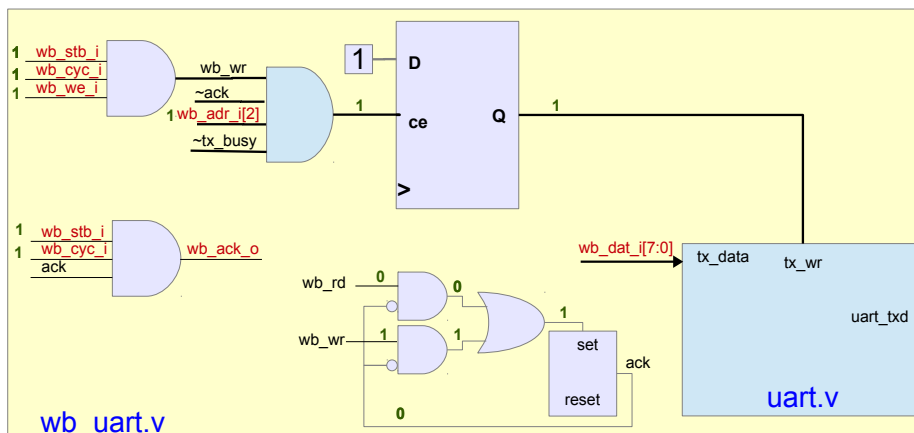 1 wb_stb_i
1 wb_cyc_i
1 wb_we_i
wb_wr
~ack
1 wb_adr_i[2]
~tx_busy
1
1
D
ce
Q
>
1
1 wb_stb_i
1 wb_cyc_i
ack
wb_ack_o
wb_dat_i[7:0]
tx_data
tx_wr
uart_txd
uart.v
wb_rd
0
0
wb_wr
1
1
1
set
reset
ack
0
wb_uart.v